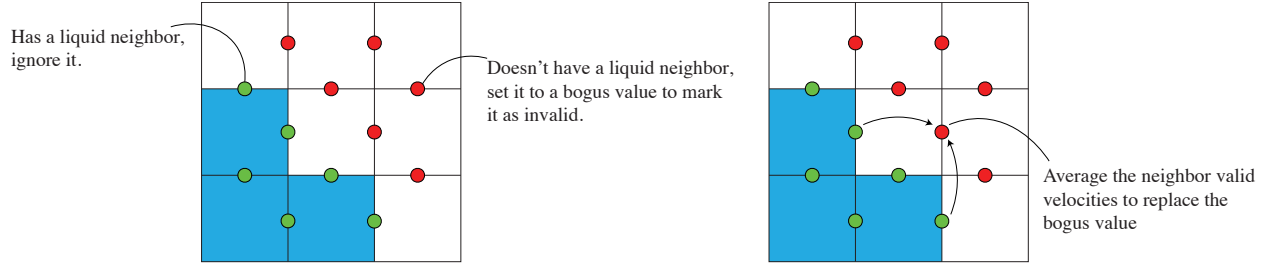 Has a liquid neighbor,
ignore it.
Doesn't have a liquid neighbor,
set it to a bogus value to mark
it as invalid.
Average the neighbor valid
velocities to replace the
bogus value